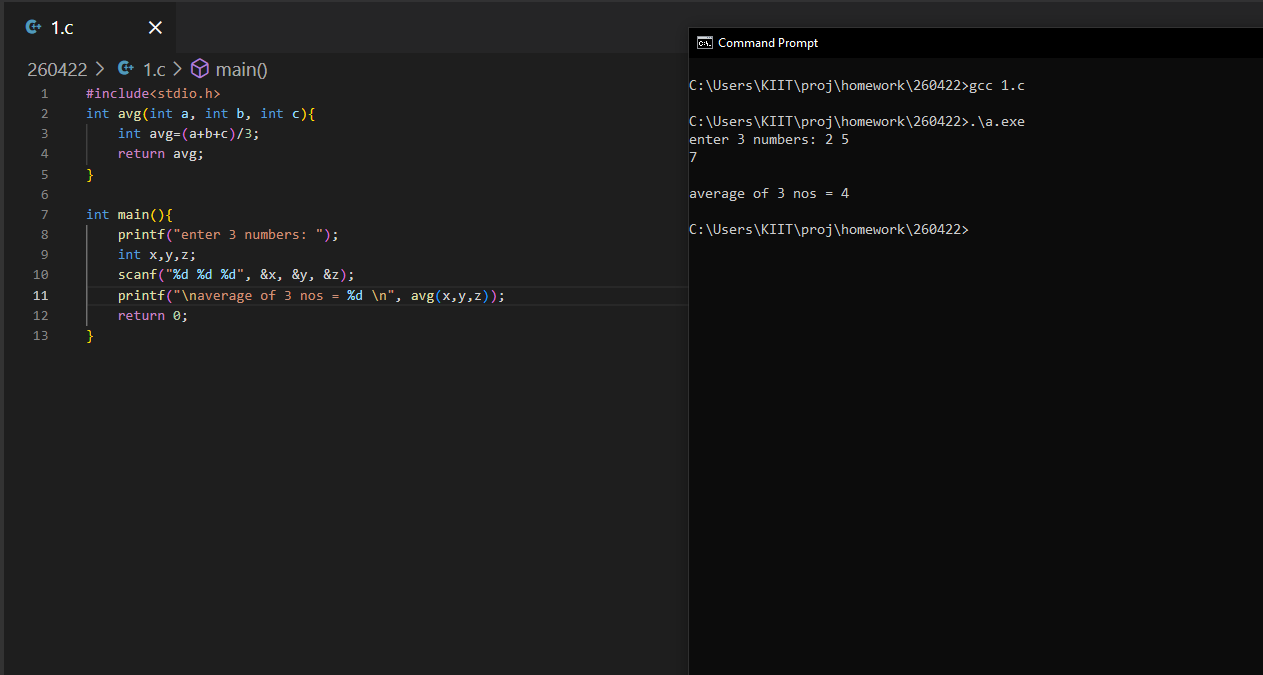 1.c
260422 > 1.c > main()
1 #include<stdio.h>
2 int avg(int a, int b, int c){
3     int avg=(a+b+c)/3;
4     return avg;
5 }
6
7 int main(){
8     printf("enter 3 numbers: ");
9     int x,y,z;
10     scanf("%d %d %d", &x, &y, &z);
11     printf("\naverage of 3 nos = %d \n", avg(x,y,z));
12     return 0;
13 }
Command Prompt
C:\Users\KIIT\proj\homework\260422>gcc 1.c
C:\Users\KIIT\proj\homework\260422>.\a.exe
enter 3 numbers: 2 5
7
average of 3 nos = 4
C:\Users\KIIT\proj\homework\260422>